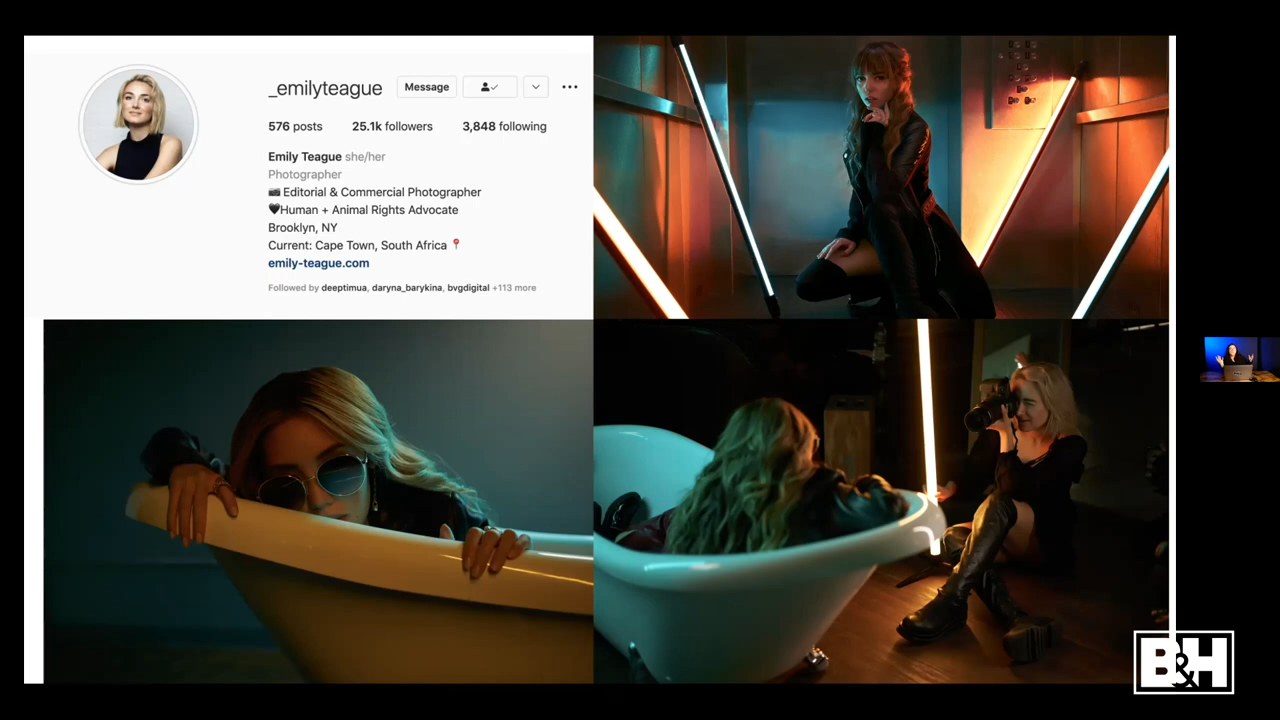 _emilyteague Message
576 posts 25.1k followers 3,848 following
Emily Teague she/her
Photographer
📷 Editorial & Commercial Photographer
🖤Human + Animal Rights Advocate
Brooklyn, NY
Current: Cape Town, South Africa 📍
emily-teague.com
Followed by deeptimua, daryna_barykina, bvgdigital +113 more
B&H